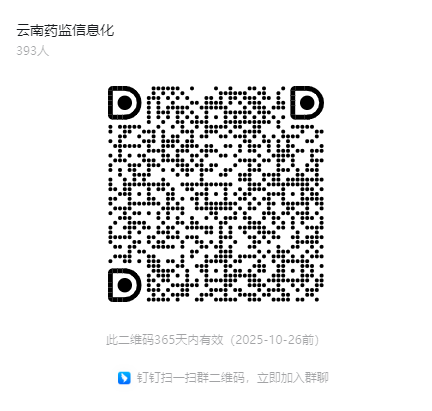 云南药监信息化
393人
此二维码365天内有效（2025-10-26前）
钉钉扫一扫群二维码，立即加入群聊